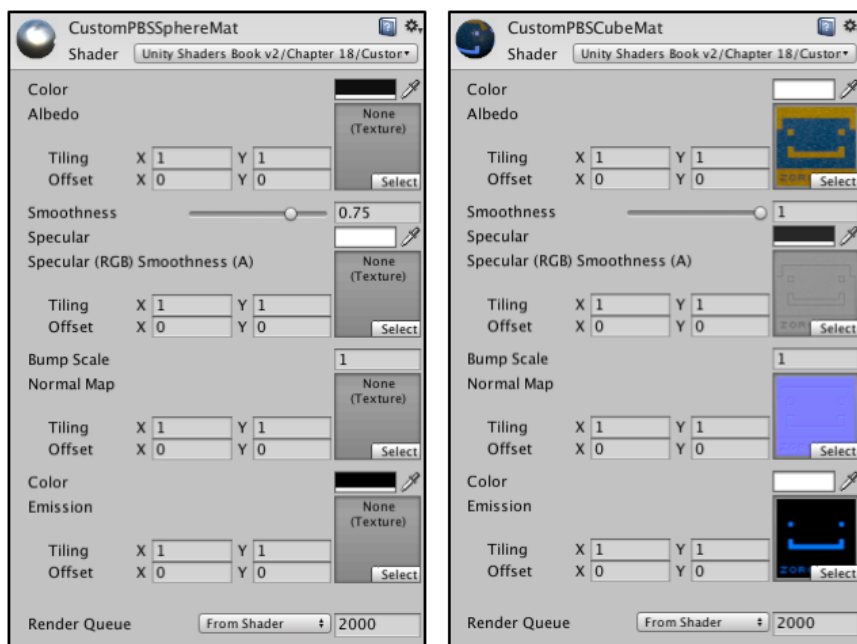 CustomPBSSphereMat
Shader Unity Shaders Book v2/Chapter 18/Custor
Color
Albedo
None
(Texture)
Tiling X 1 Y 1
Offset X 0 Y 0
Select
Smoothness 0.75
Specular
Specular (RGB) Smoothness (A)
None
(Texture)
Tiling X 1 Y 1
Offset X 0 Y 0
Select
Bump Scale 1
Normal Map
None
(Texture)
Tiling X 1 Y 1
Offset X 0 Y 0
Select
Color
Emission
None
(Texture)
Tiling X 1 Y 1
Offset X 0 Y 0
Select
Render Queue From Shader 2000
CustomPBSCubeMat
Shader Unity Shaders Book v2/Chapter 18/Custor
Color
Albedo
Tiling X 1 Y 1
Offset X 0 Y 0
Select
Smoothness 1
Specular
Specular (RGB) Smoothness (A)
Tiling X 1 Y 1
Offset X 0 Y 0
Select
Bump Scale 1
Normal Map
Tiling X 1 Y 1
Offset X 0 Y 0
Select
Color
Emission
Tiling X 1 Y 1
Offset X 0 Y 0
Select
Render Queue From Shader 2000